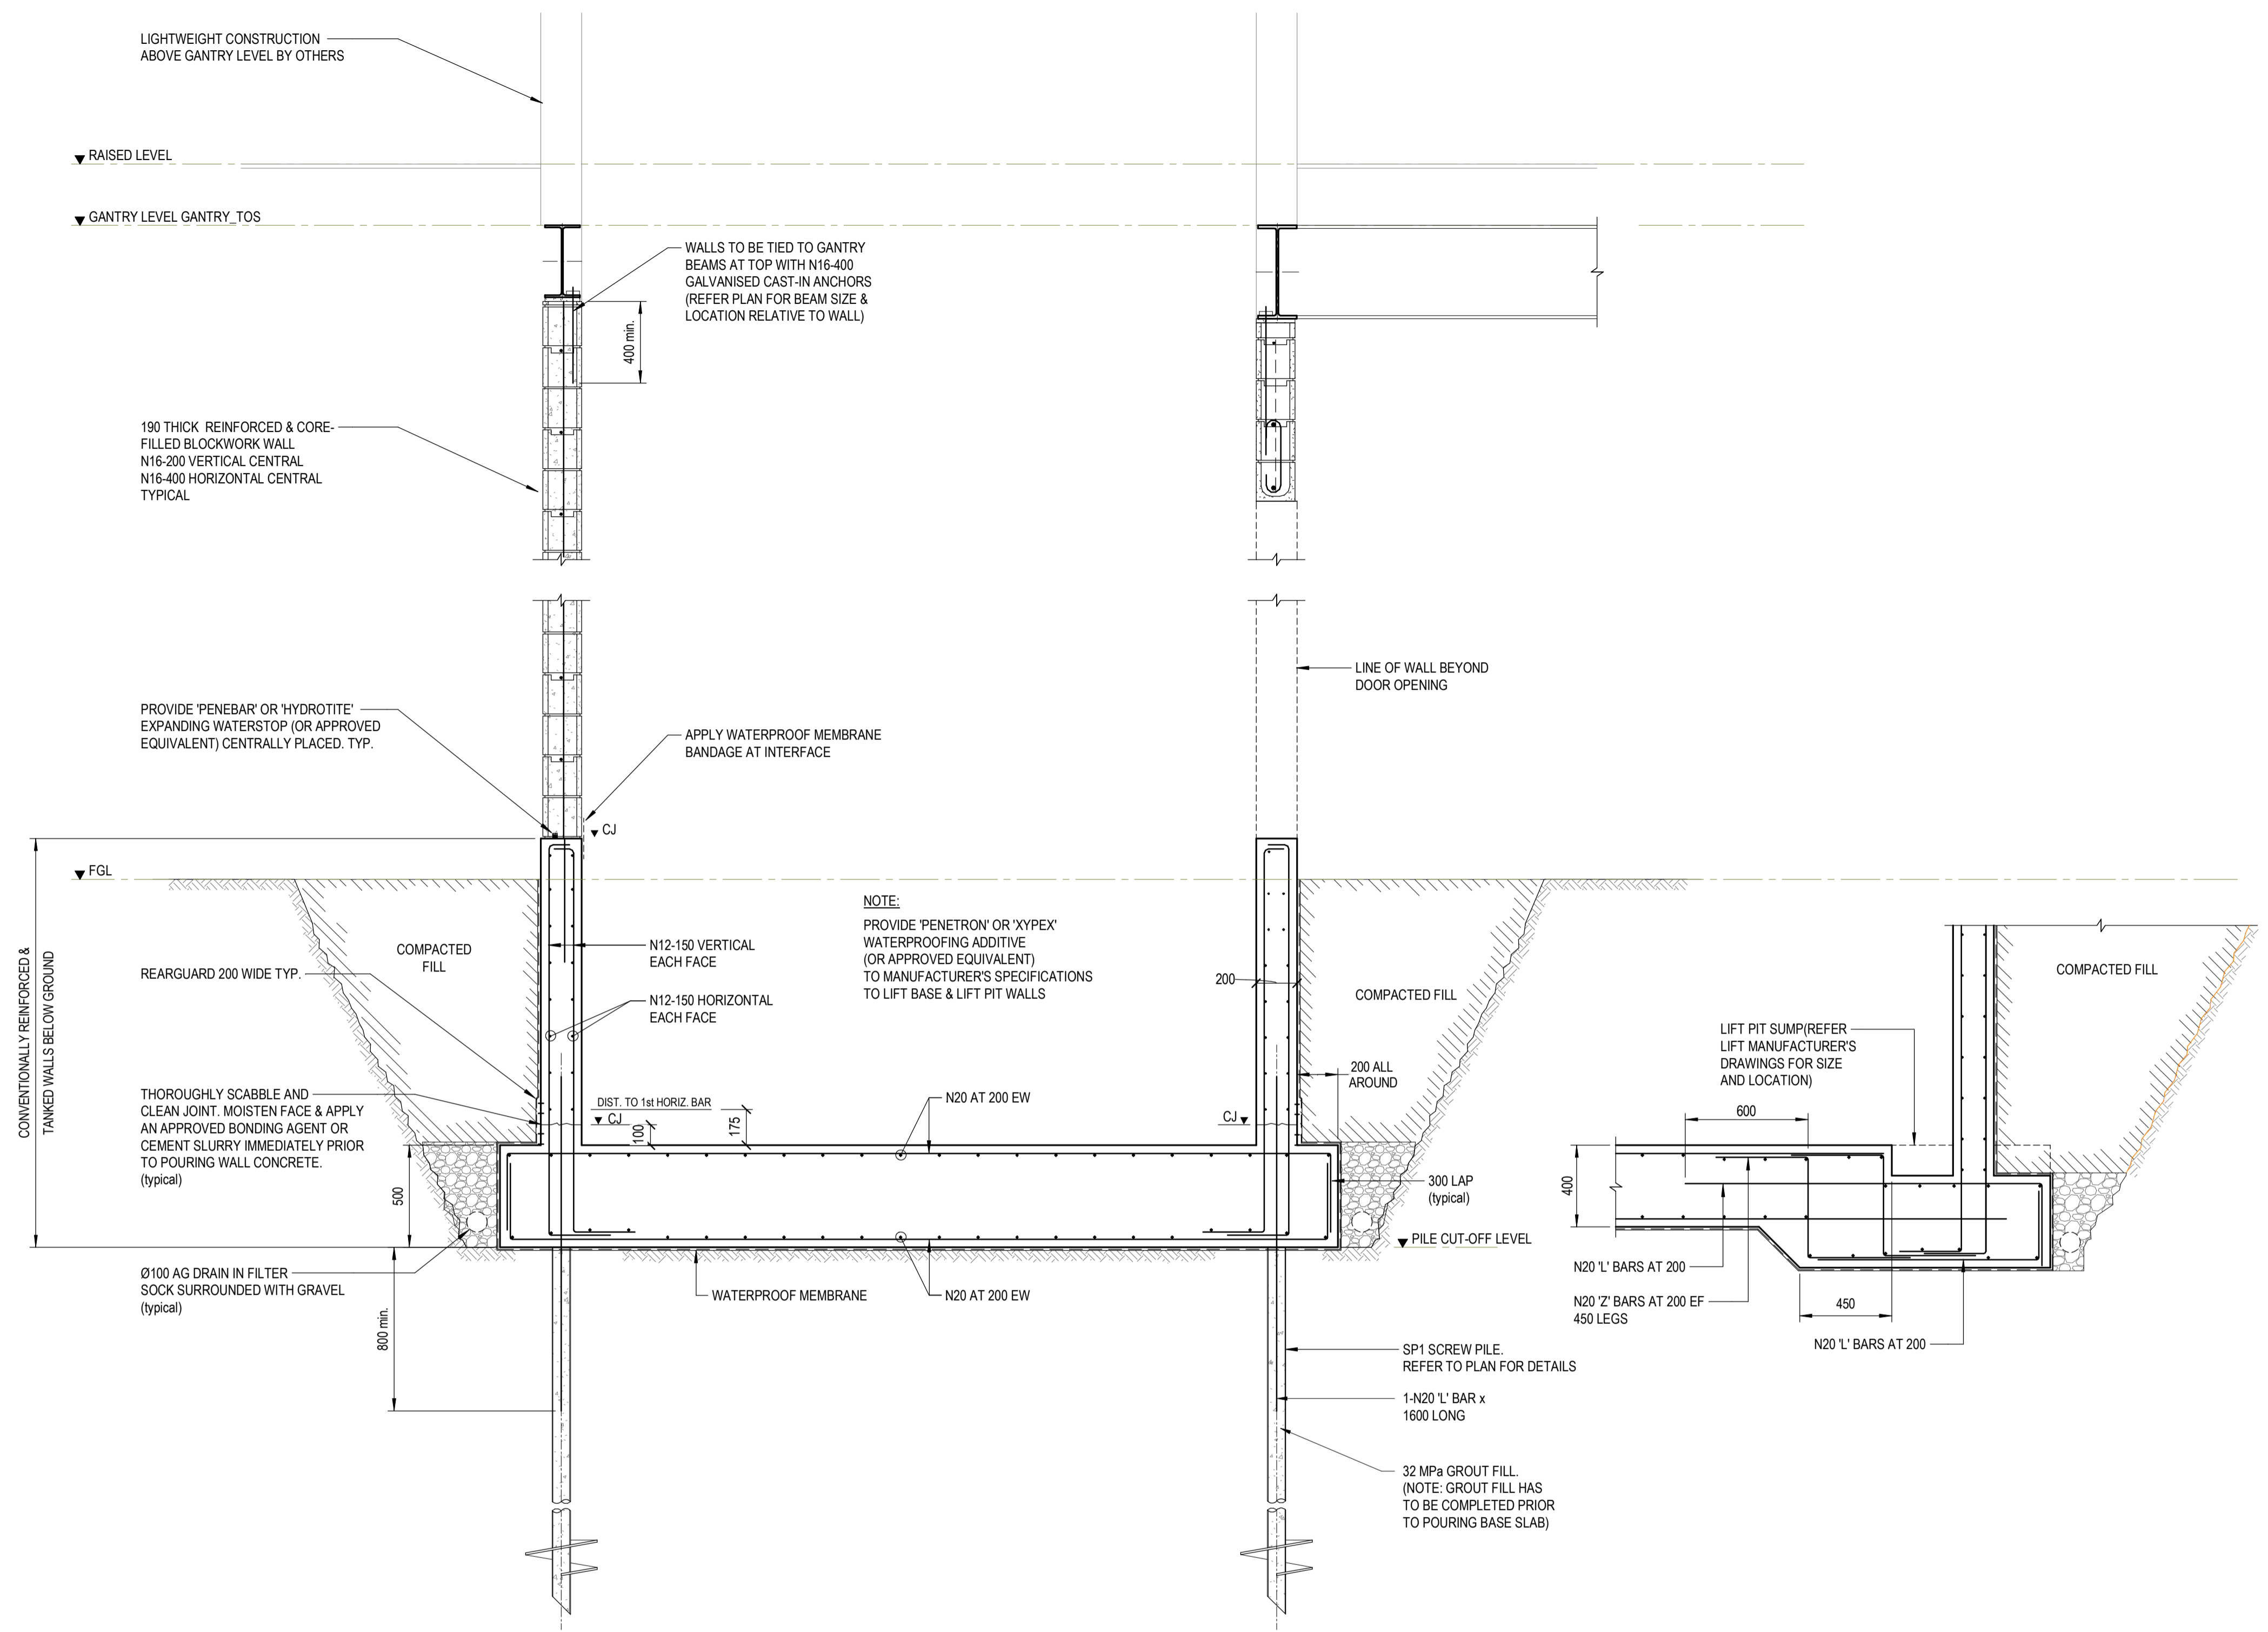 LIGHTWEIGHT CONSTRUCTION
ABOVE GANTRY LEVEL BY OTHERS
RAISED LEVEL
GANTRY LEVEL GANTRY_TOS
WALLS TO BE TIED TO GANTRY
BEAMS AT TOP WITH N16-400
GALVANISED CAST-IN ANCHORS
(REFER PLAN FOR BEAM SIZE &
LOCATION RELATIVE TO WALL)
400 min.
190 THICK REINFORCED & CORE-
FILLED BLOCKWORK WALL
N16-200 VERTICAL CENTRAL
N16-400 HORIZONTAL CENTRAL
TYPICAL
LINE OF WALL BEYOND
DOOR OPENING
PROVIDE 'PENEBAR' OR 'HYDROTITE'
EXPANDING WATERSTOP (OR APPROVED
EQUIVALENT) CENTRALLY PLACED. TYP.
APPLY WATERPROOF MEMBRANE
BANDAGE AT INTERFACE
CJ
FGL
CONVENTIONALLY REINFORCED &
TANKED WALLS BELOW GROUND
COMPACTED
FILL
REARGUARD 200 WIDE TYP.
N12-150 VERTICAL
EACH FACE
N12-150 HORIZONTAL
EACH FACE
NOTE:
PROVIDE 'PENETRON' OR 'XYPEX'
WATERPROOFING ADDITIVE
(OR APPROVED EQUIVALENT)
TO MANUFACTURER'S SPECIFICATIONS
TO LIFT BASE & LIFT PIT WALLS
200
COMPACTED FILL
COMPACTED FILL
LIFT PIT SUMP(REFER
LIFT MANUFACTURER'S
DRAWINGS FOR SIZE
AND LOCATION)
200 ALL
AROUND
THOROUGHLY SCABBLE AND
CLEAN JOINT. MOISTEN FACE & APPLY
AN APPROVED BONDING AGENT OR
CEMENT SLURRY IMMEDIATELY PRIOR
TO POURING WALL CONCRETE.
(typical)
DIST. TO 1st HORIZ. BAR
CJ
100
175
N20 AT 200 EW
CJ
600
500
300 LAP
(typical)
400
PILE CUT-OFF LEVEL
Ø100 AG DRAIN IN FILTER
SOCK SURROUNDED WITH GRAVEL
(typical)
800 min.
WATERPROOF MEMBRANE
N20 AT 200 EW
N20 'L' BARS AT 200
N20 'Z' BARS AT 200 EF
450 LEGS
450
N20 'L' BARS AT 200
SP1 SCREW PILE.
REFER TO PLAN FOR DETAILS
1-N20 'L' BAR x
1600 LONG
32 MPa GROUT FILL.
(NOTE: GROUT FILL HAS
TO BE COMPLETED PRIOR
TO POURING BASE SLAB)